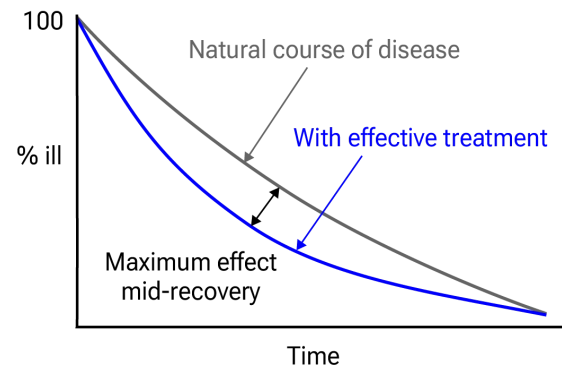 100
Natural course of disease
With effective treatment
% ill
Maximum effect
mid-recovery
Time